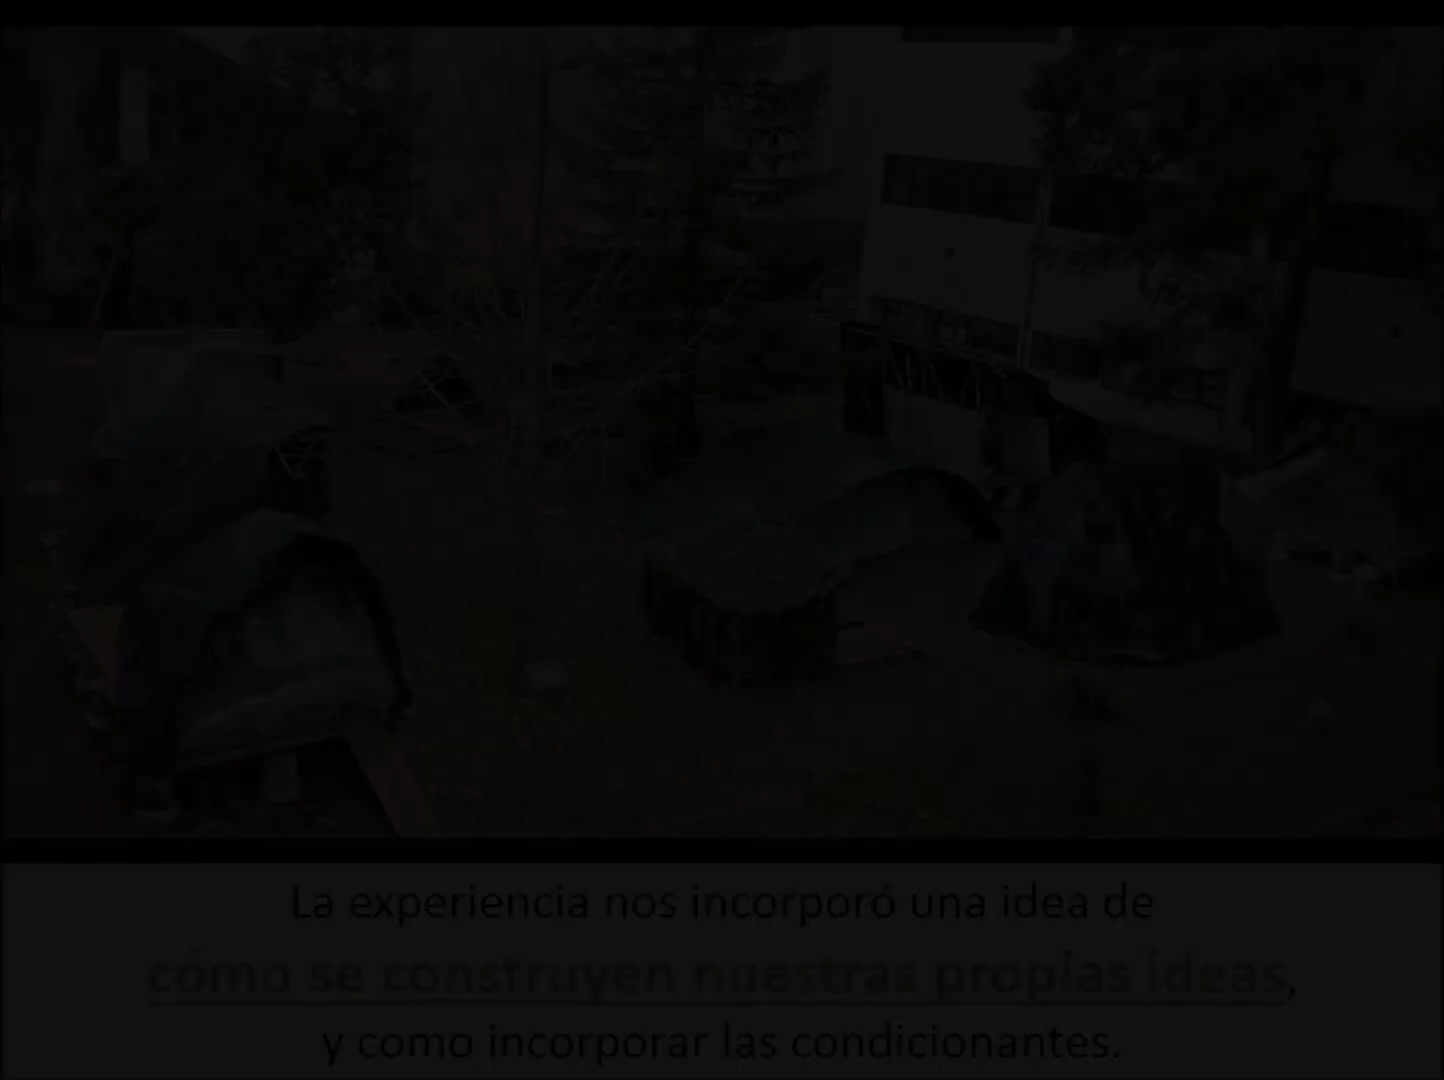 La experiencia nos incorporó una idea de
cómo se construyen nuestras propias ideas,
y como incorporar las condicionantes.